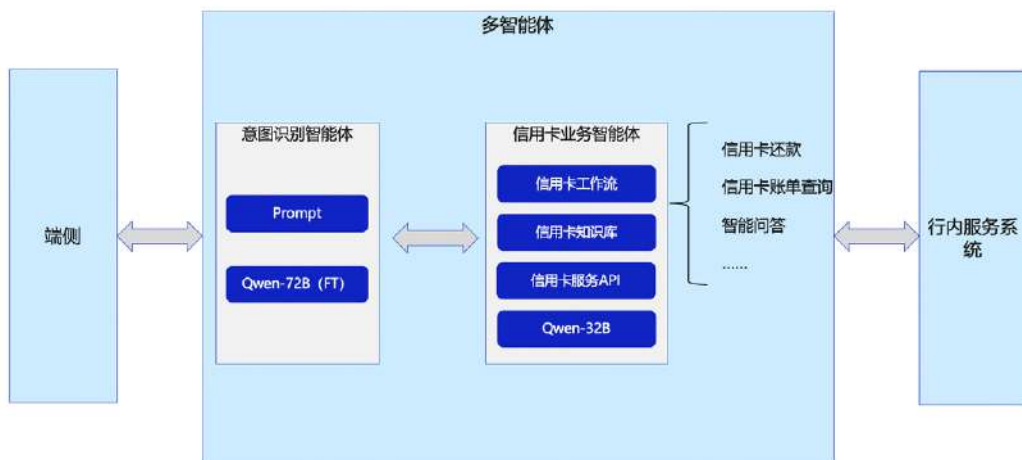 多智能体
端侧
意图识别智能体
Prompt
Qwen-72B（FT）
信用卡业务智能体
信用卡工作流
信用卡知识库
信用卡服务API
Qwen-32B
信用卡还款
信用卡账单查询
智能问答
……
行内服务系
统